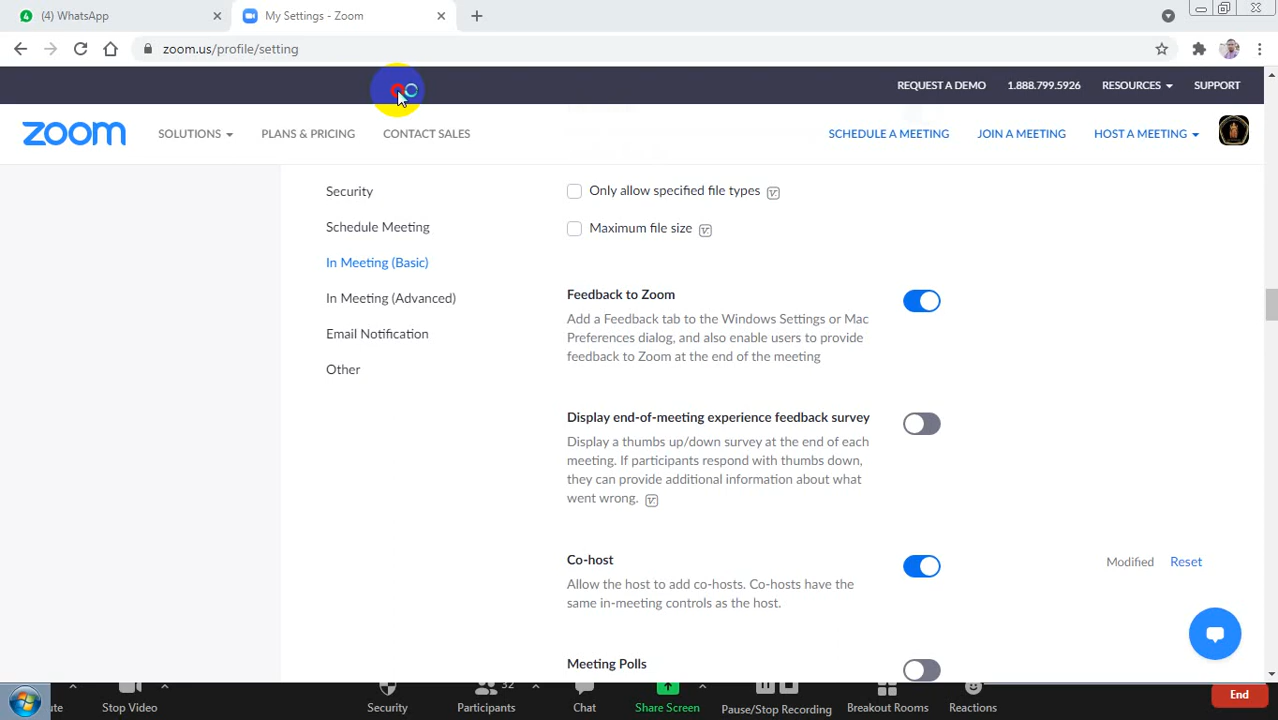 (4) WhatsApp
My Settings - Zoom
zoom.us/profile/setting
REQUEST A DEMO
1.888.799.5926
RESOURCES
SUPPORT
zoom
SOLUTIONS
PLANS & PRICING
CONTACT SALES
SCHEDULE A MEETING
JOIN A MEETING
HOST A MEETING
Security
Schedule Meeting
In Meeting (Basic)
In Meeting (Advanced)
Email Notification
Other
Only allow specified file types
Maximum file size
Feedback to Zoom
Add a Feedback tab to the Windows Settings or Mac
Preferences dialog, and also enable users to provide
feedback to Zoom at the end of the meeting
Display end-of-meeting experience feedback survey
Display a thumbs up/down survey at the end of each
meeting. If participants respond with thumbs down,
they can provide additional information about what
went wrong.
Co-host
Modified
Reset
Allow the host to add co-hosts. Co-hosts have the
same in-meeting controls as the host.
Meeting Polls
ute
Stop Video
Security
Participants
32
Chat
Share Screen
Pause/Stop Recording
Breakout Rooms
Reactions
End